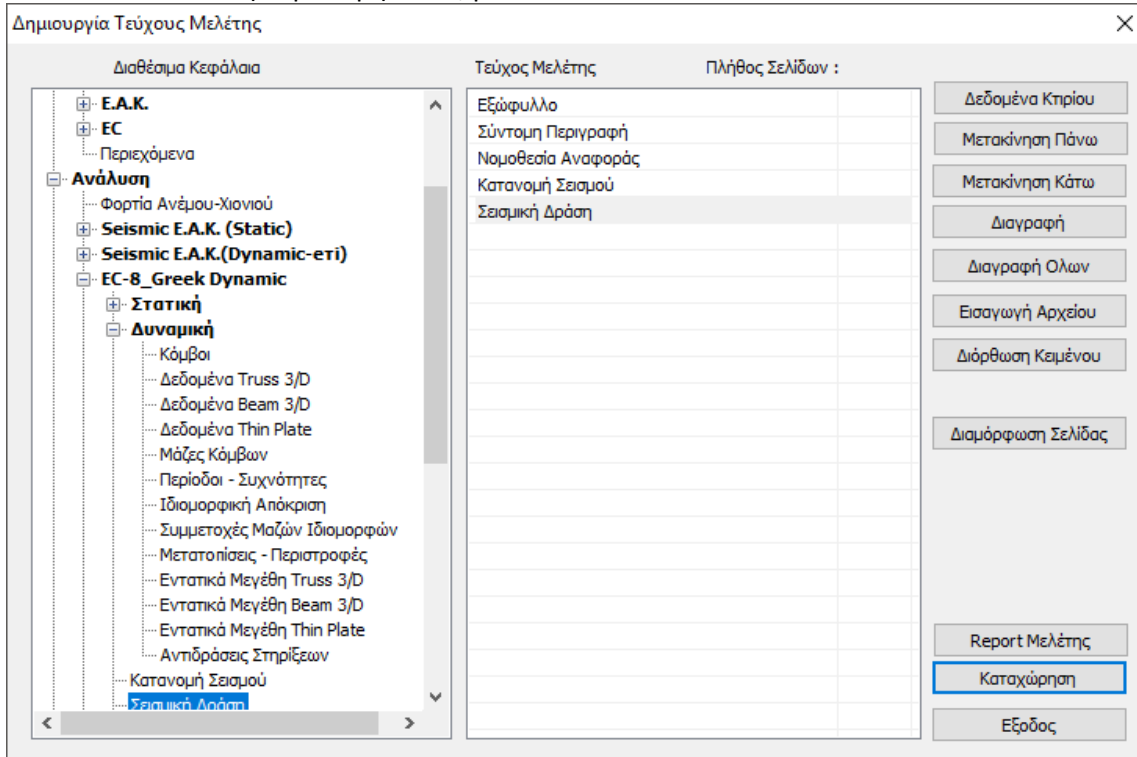 Δημιουργία Τεύχους Μελέτης
Διαθέσιμα Κεφάλαια
Ε.Α.Κ.
EC
Περιεχόμενα
Ανάλυση
Φορτία Ανέμου-Χιονιού
Seismic E.A.K. (Static)
Seismic E.A.K.(Dynamic-ετι)
EC-8_Greek Dynamic
Στατική
Δυναμική
Κόμβοι
Δεδομένα Truss 3/D
Δεδομένα Beam 3/D
Δεδομένα Thin Plate
Μάζες Κόμβων
Περίοδοι - Συχνότητες
Ιδιομορφική Απόκριση
Συμμετοχές Μαζών Ιδιομορφών
Μετατοπίσεις - Περιστροφές
Εντατικά Μεγέθη Truss 3/D
Εντατικά Μεγέθη Beam 3/D
Εντατικά Μεγέθη Thin Plate
Αντιδράσεις Στηρίξεων
Κατανομή Σεισμού
Σεισμική Δράση
Τεύχος Μελέτης Πλήθος Σελίδων :
Εξώφυλλο
Σύντομη Περιγραφή
Νομοθεσία Αναφοράς
Κατανομή Σεισμού
Σεισμική Δράση
Δεδομένα Κτιρίου
Μετακίνηση Πάνω
Μετακίνηση Κάτω
Διαγραφή
Διαγραφή Ολων
Εισαγωγή Αρχείου
Διόρθωση Κειμένου
Διαμόρφωση Σελίδας
Report Μελέτης
Καταχώρηση
Εξοδος